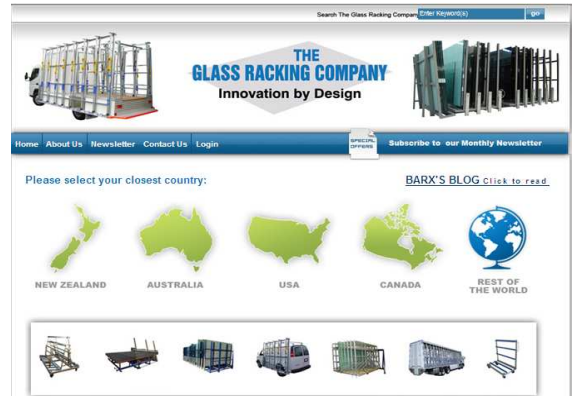 Search The Glass Racking Company Enter Keyword(s) go
THE
GLASS RACKING COMPANY
Innovation by Design
Home About Us Newsletter Contact Us Login
SPECIAL
OFFERS
Subscribe to our Monthly Newsletter
Please select your closest country:
BARX'S BLOG Click to read
NEW ZEALAND
AUSTRALIA
USA
CANADA
REST OF
THE WORLD